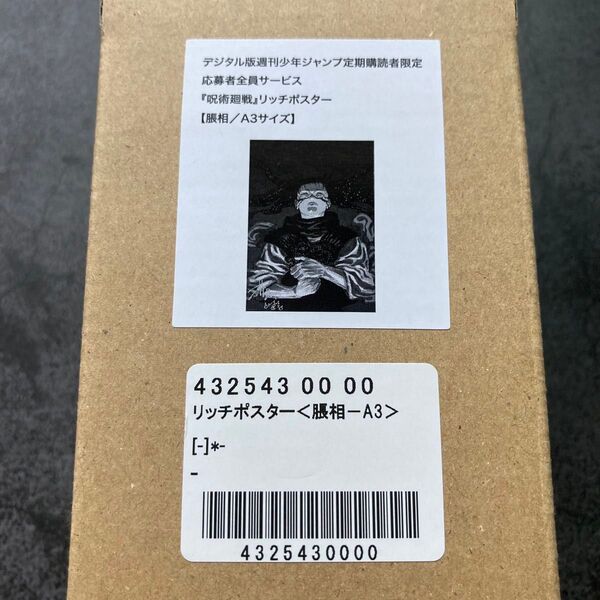 デジタル版週刊少年ジャンプ定期購読者限定
応募者全員サービス
『呪術廻戦』リッチポスター
【脹相／A3サイズ】
432543 00 00
リッチポスター＜脹相－A3＞
[-]*-
-
4325430000